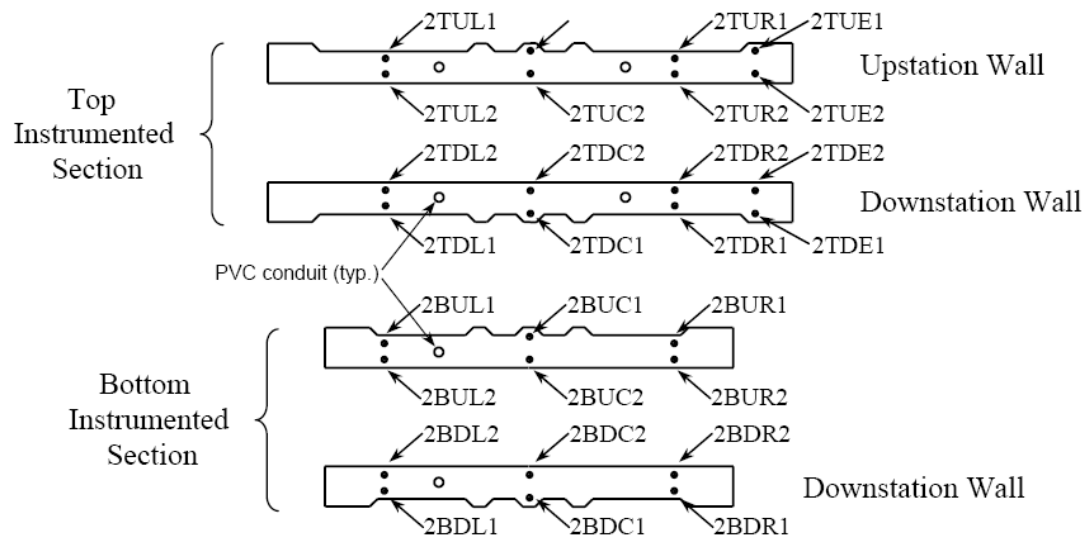 2TUL1
2TUR1
2TUE1
Upstation Wall
2TUL2
2TUC2
2TUR2
2TUE2
Top
Instrumented
Section
2TDL2
2TDC2
2TDR2
2TDE2
Downstation Wall
2TDL1
2TDC1
2TDR1
2TDE1
PVC conduit (typ.)
2BUL1
2BUC1
2BUR1
Bottom
Instrumented
Section
2BUL2
2BUC2
2BUR2
2BDL2
2BDC2
2BDR2
Downstation Wall
2BDL1
2BDC1
2BDR1